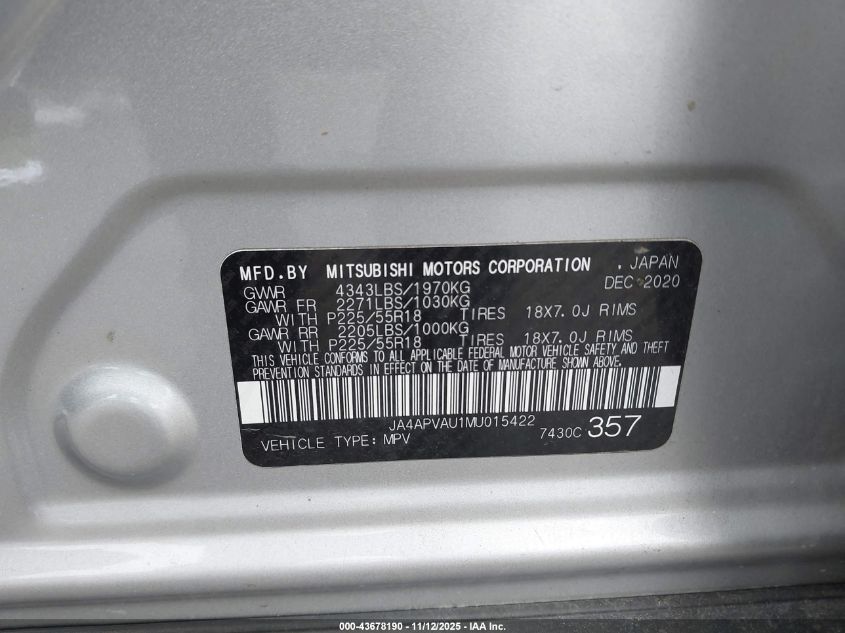 MFD.BY MITSUBISHI MOTORS CORPORATION , JAPAN
GVWR 4343LBS/1970KG DEC 2020
GAWR FR 2271LBS/1030KG
WITH P225/55R18 TIRES 18X7.0J RIMS
GAWR RR 2205LBS/1000KG
WITH P225/55R18 TIRES 18X7.0J RIMS
THIS VEHICLE CONFORMS TO ALL APPLICABLE FEDERAL MOTOR VEHICLE SAFETY AND THEFT
PREVENTION STANDARDS IN EFFECT ON THE DATE OF MANUFACTURE SHOWN ABOVE.
JA4APVAU1MU015422
VEHICLE TYPE: MPV 7430C 357
000-43678190 - 11/12/2025 - IAA Inc.